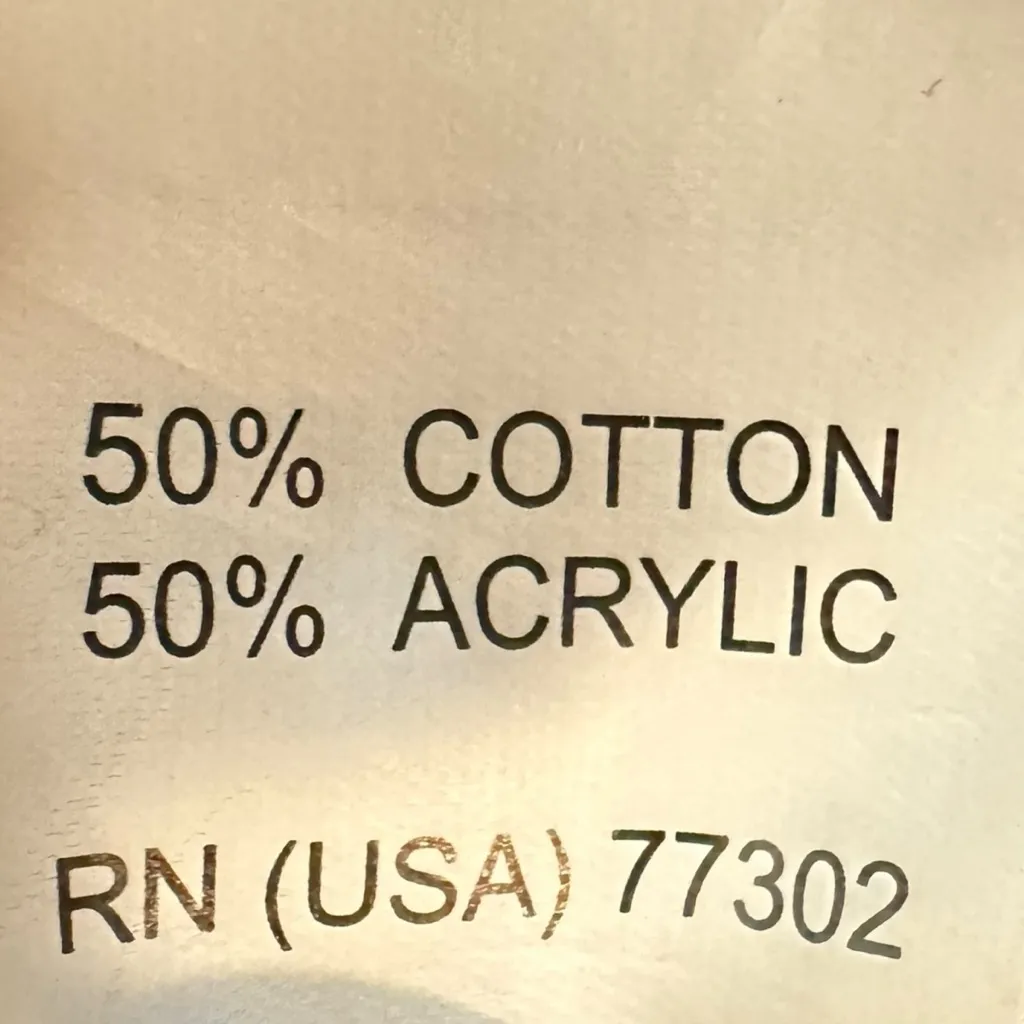 50% COTTON
50% ACRYLIC
RN (USA) 77302